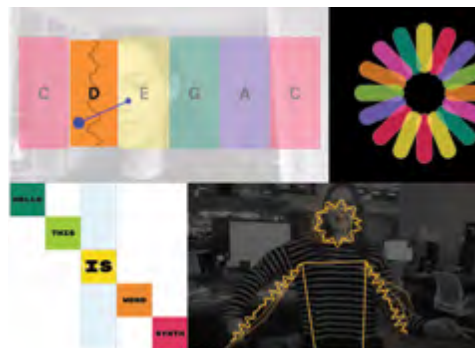 C D E G A C
HELLO
THIS
IS
WORD
SYNTH